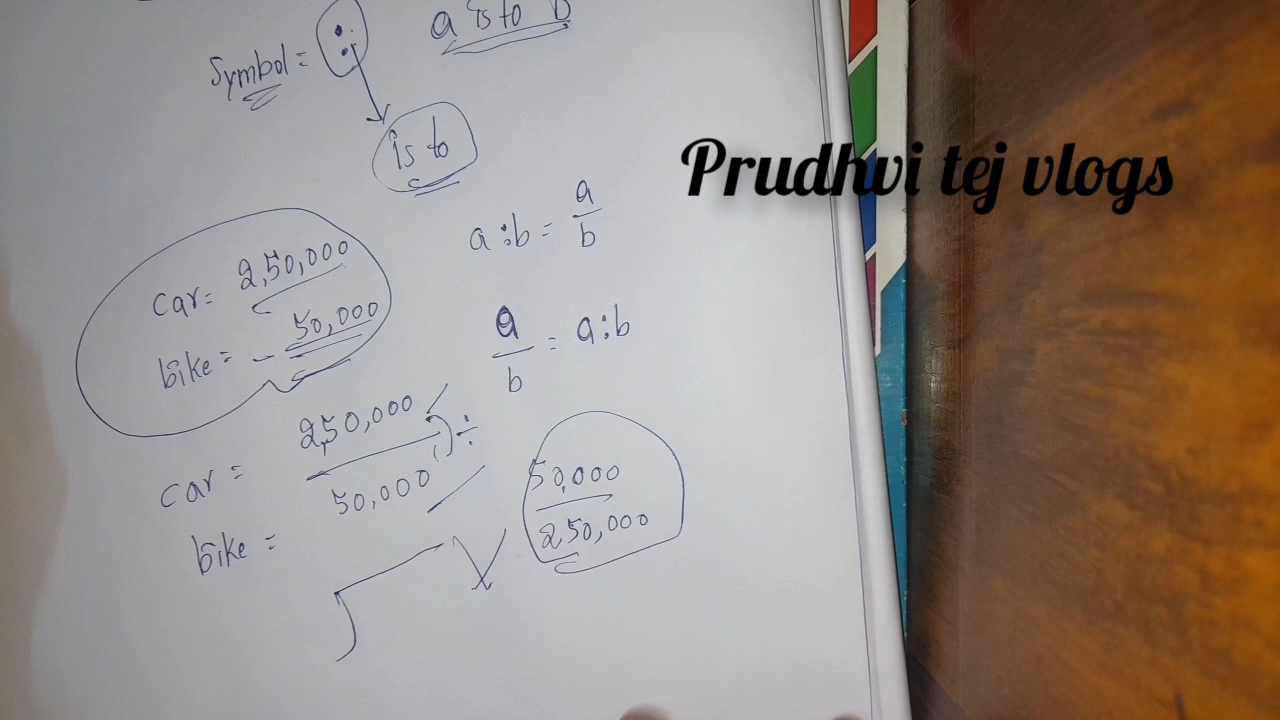 a is to b
Symbol = :
is to
Prudhvi tej vlogs
a:b = a/b
car = 2,50,000
bike = - 50,000
a/b = a:b
car = 2,50,000
50,000 ÷
bike =
50,000
250,000